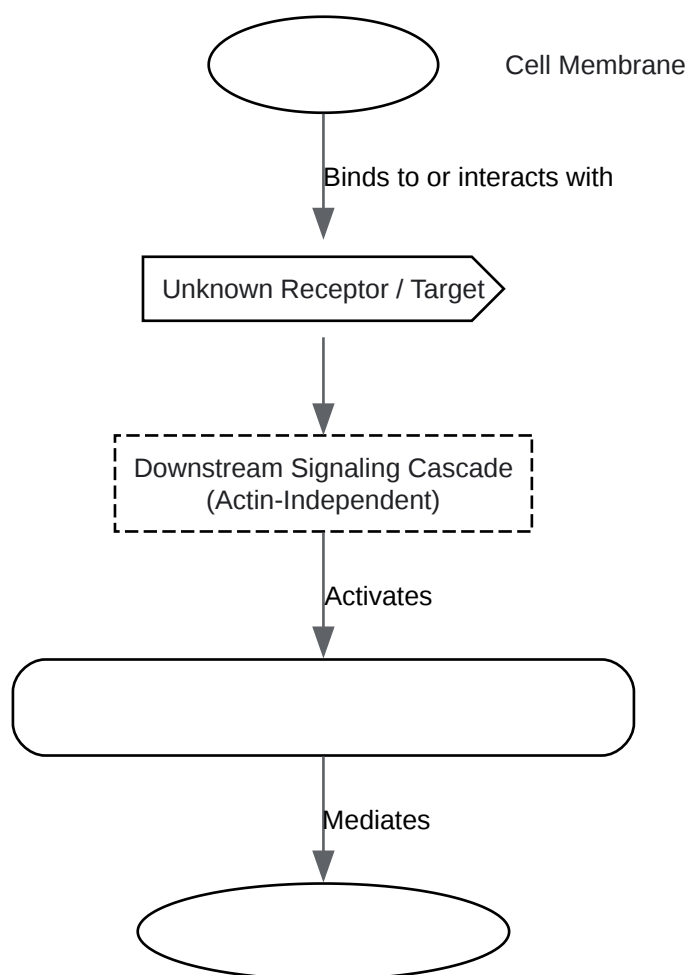 Cell Membrane
Binds to or interacts with
Unknown Receptor / Target
Downstream Signaling Cascade
(Actin-Independent)
Activates
Mediates